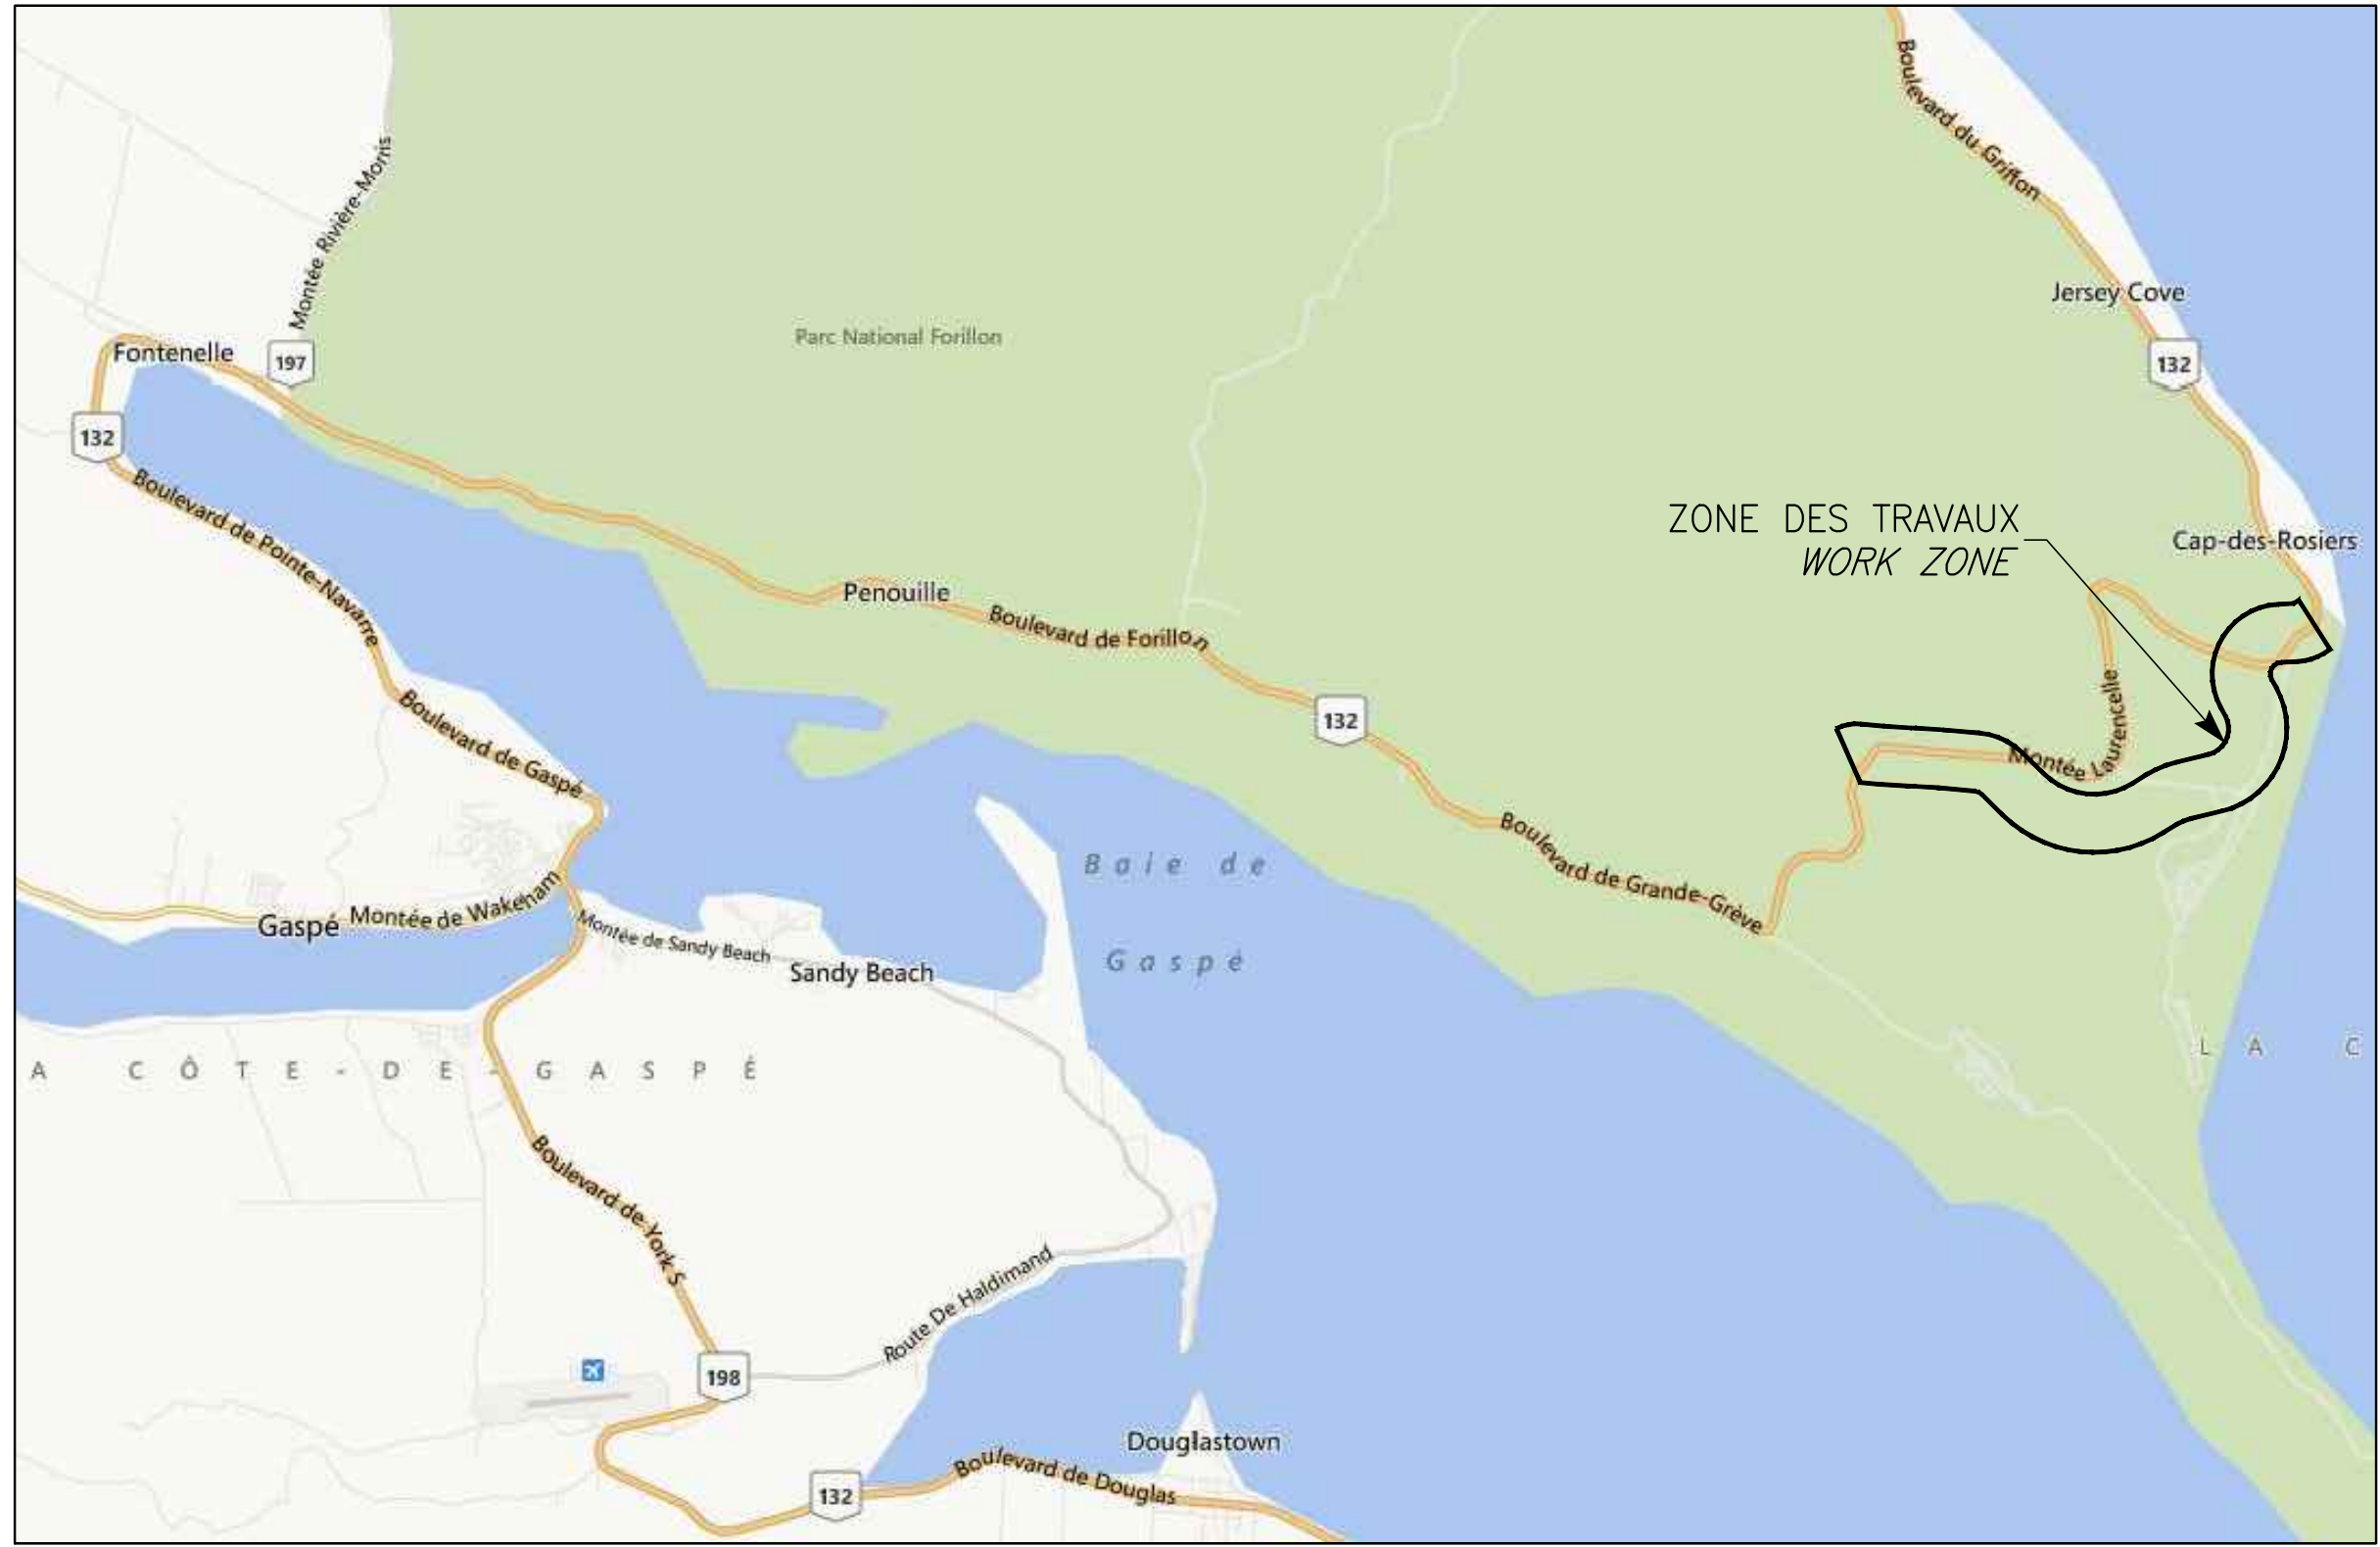 Boulevard du Griffon
Montée Rivière-Morris
Jersey Cove
Parc National Forillon
Fontenelle
197
132
132
Boulevard de Pointe-Navarre
ZONE DES TRAVAUX
WORK ZONE
Cap-des-Rosiers
Penouille
Boulevard de Forillon
132
Montée Laurencelle
Boulevard de Gaspé
Boulevard de Grande-Grève
Baie de
Gaspé
Gaspé
Montée de Wakeham
Montée de Sandy Beach
Sandy Beach
A CÔTE-DE-GASPÉ
LA C
Boulevard de York S
Route De Haldimand
198
Douglastown
Boulevard de Douglas
132